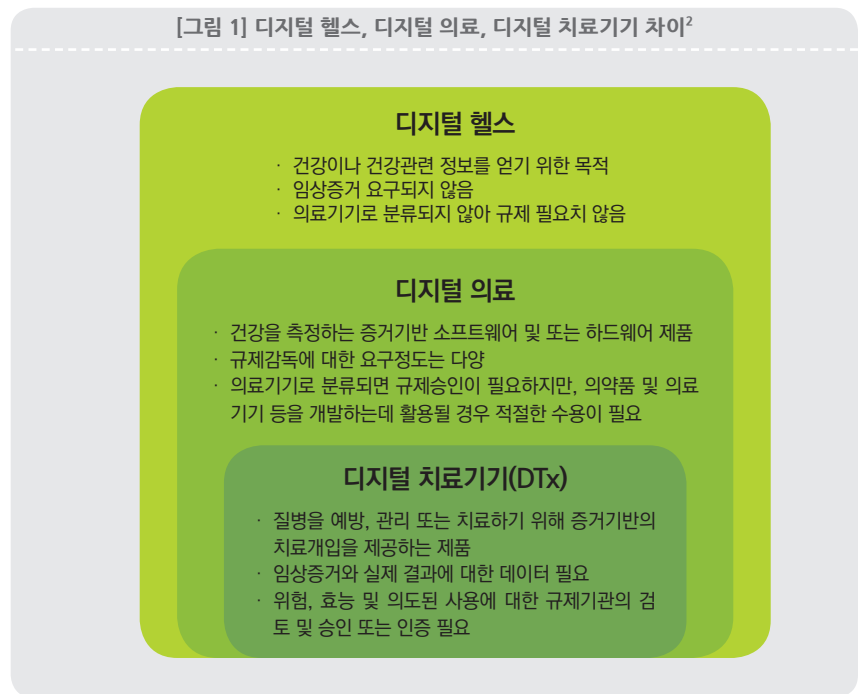 [그림 1] 디지털 헬스, 디지털 의료, 디지털 치료기기 차이2
디지털 헬스
· 건강이나 건강관련 정보를 얻기 위한 목적
· 임상증거 요구되지 않음
· 의료기기로 분류되지 않아 규제 필요치 않음
디지털 의료
· 건강을 측정하는 증거기반 소프트웨어 및 또는 하드웨어 제품
· 규제감독에 대한 요구정도는 다양
· 의료기기로 분류되면 규제승인이 필요하지만, 의약품 및 의료
기기 등을 개발하는데 활용될 경우 적절한 수용이 필요
디지털 치료기기(DTx)
· 질병을 예방, 관리 또는 치료하기 위해 증거기반의
치료개입을 제공하는 제품
· 임상증거와 실제 결과에 대한 데이터 필요
· 위험, 효능 및 의도된 사용에 대한 규제기관의 검
토 및 승인 또는 인증 필요